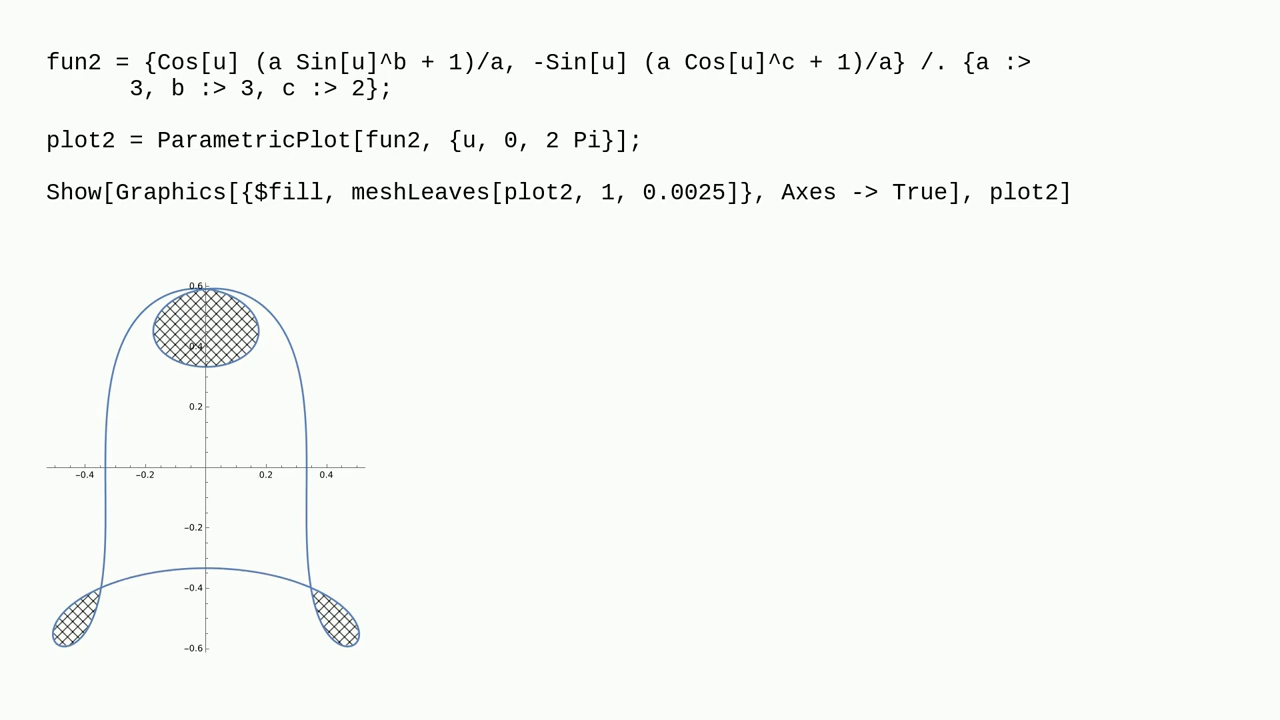 fun2 = {Cos[u] (a Sin[u]^b + 1)/a, -Sin[u] (a Cos[u]^c + 1)/a} /. {a :>
3, b :> 3, c :> 2};
plot2 = ParametricPlot[fun2, {u, 0, 2 Pi}];
Show[Graphics[{$fill, meshLeaves[plot2, 1, 0.0025]}, Axes -> True], plot2]
0.6
0.4
0.2
−0.4 −0.2 0.2 0.4
−0.2
−0.4
−0.6